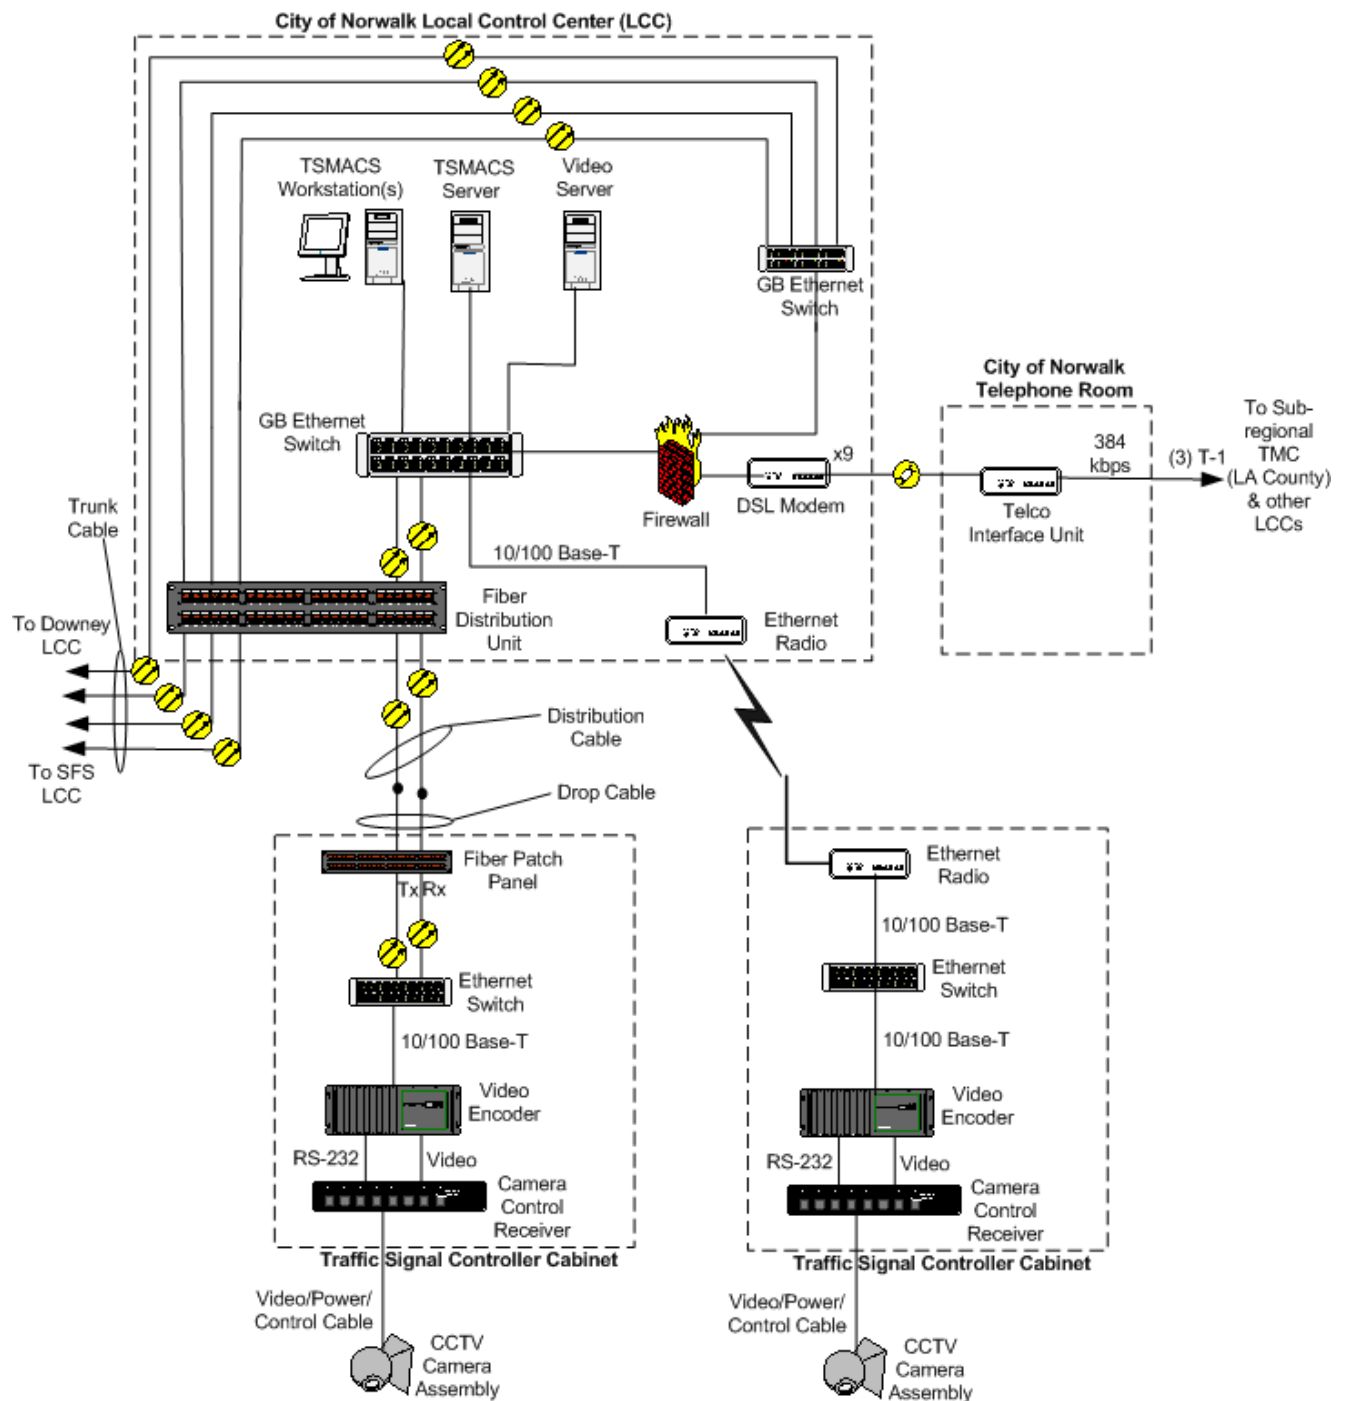 City of Norwalk Local Control Center (LCC)
TSMACS
Workstation(s)
TSMACS
Server
Video
Server
GB Ethernet
Switch
GB Ethernet
Switch
City of Norwalk
Telephone Room
To Sub-
regional
TMC
(LA County)
& other
LCCs
384
kbps
(3) T-1
x9
DSL Modem
Firewall
Telco
Interface Unit
Trunk
Cable
10/100 Base-T
Fiber
Distribution
Unit
Ethernet
Radio
To Downey
LCC
To SFS
LCC
Distribution
Cable
Drop Cable
Fiber Patch
Panel
Tx Rx
Ethernet
Switch
10/100 Base-T
Video
Encoder
RS-232
Video
Camera
Control
Receiver
Traffic Signal Controller Cabinet
Video/Power/
Control Cable
CCTV
Camera
Assembly
Ethernet
Radio
10/100 Base-T
Ethernet
Switch
10/100 Base-T
Video
Encoder
RS-232
Video
Camera
Control
Receiver
Traffic Signal Controller Cabinet
Video/Power/
Control Cable
CCTV
Camera
Assembly